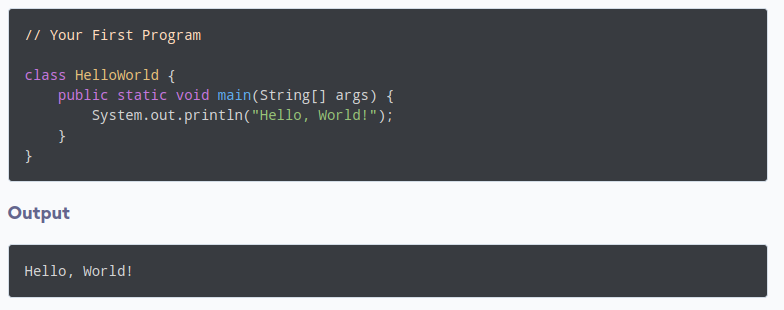 // Your First Program

class HelloWorld {
    public static void main(String[] args) {
        System.out.println("Hello, World!");
    }
}
Output
Hello, World!